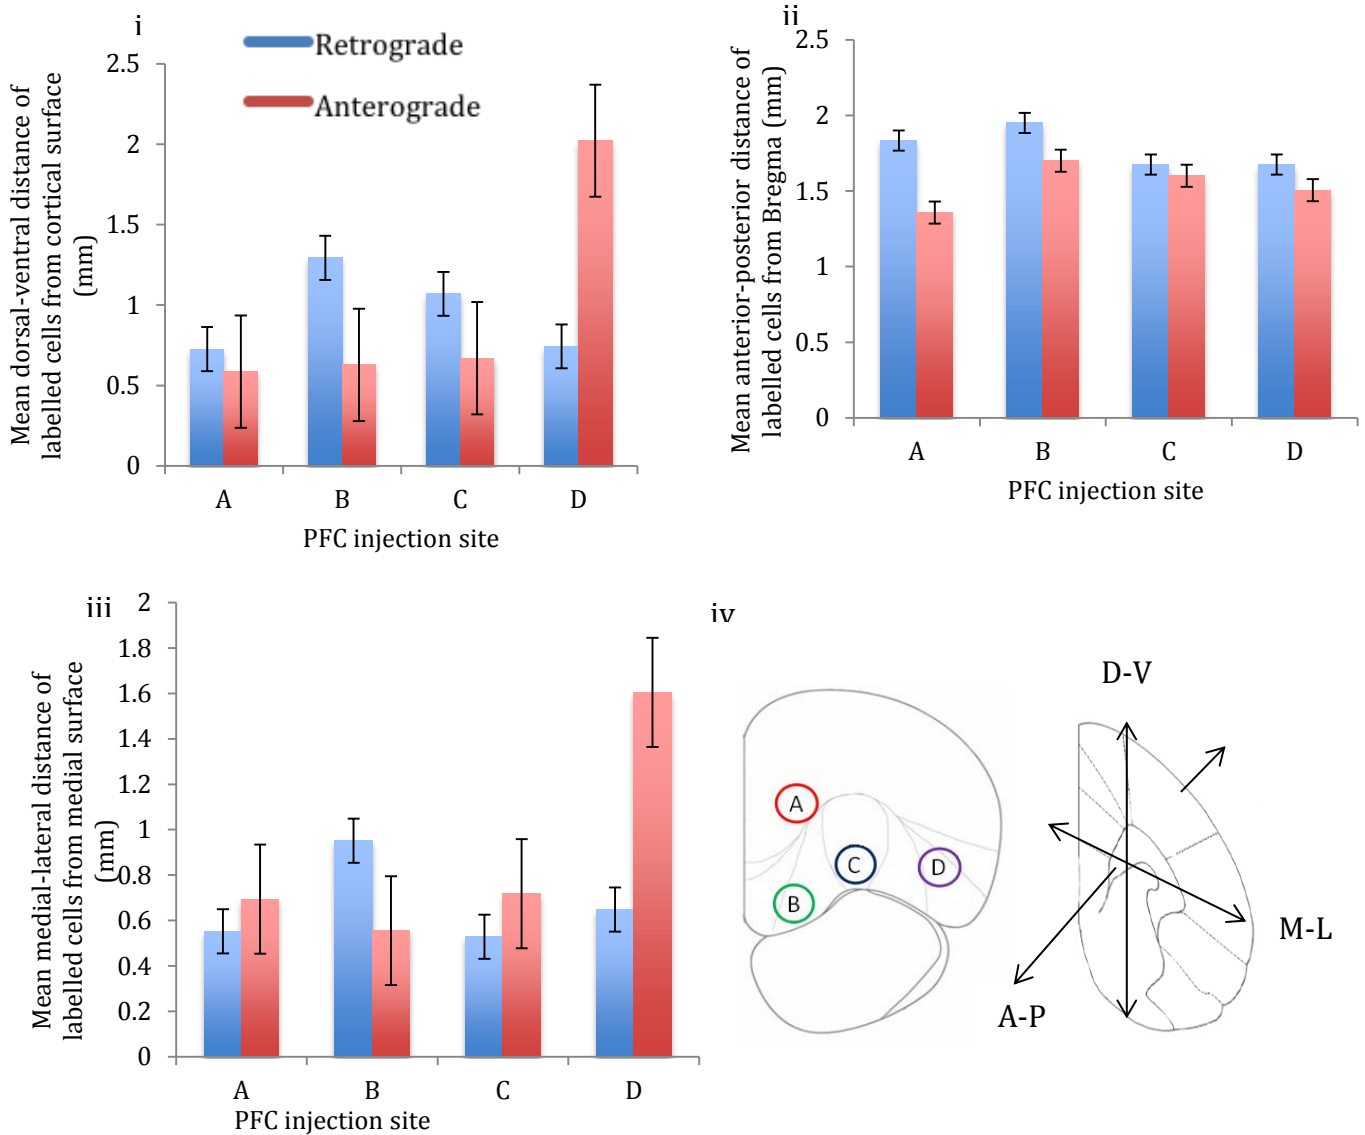 i
Retrograde
Anterograde
Mean dorsal-ventral distance of
labelled cells from cortical surface
(mm)
2.5
2
1.5
1
0.5
0
A
B
C
D
PFC injection site
ii
Mean anterior-posterior distance of
labelled cells from Bregma (mm)
2.5
2
1.5
1
0.5
0
A
B
C
D
PFC injection site
iii
Mean medial-lateral distance of
labelled cells from medial surface
(mm)
2
1.8
1.6
1.4
1.2
1
0.8
0.6
0.4
0.2
0
A
B
C
D
PFC injection site
iv
A
B
C
D
D-V
M-L
A-P